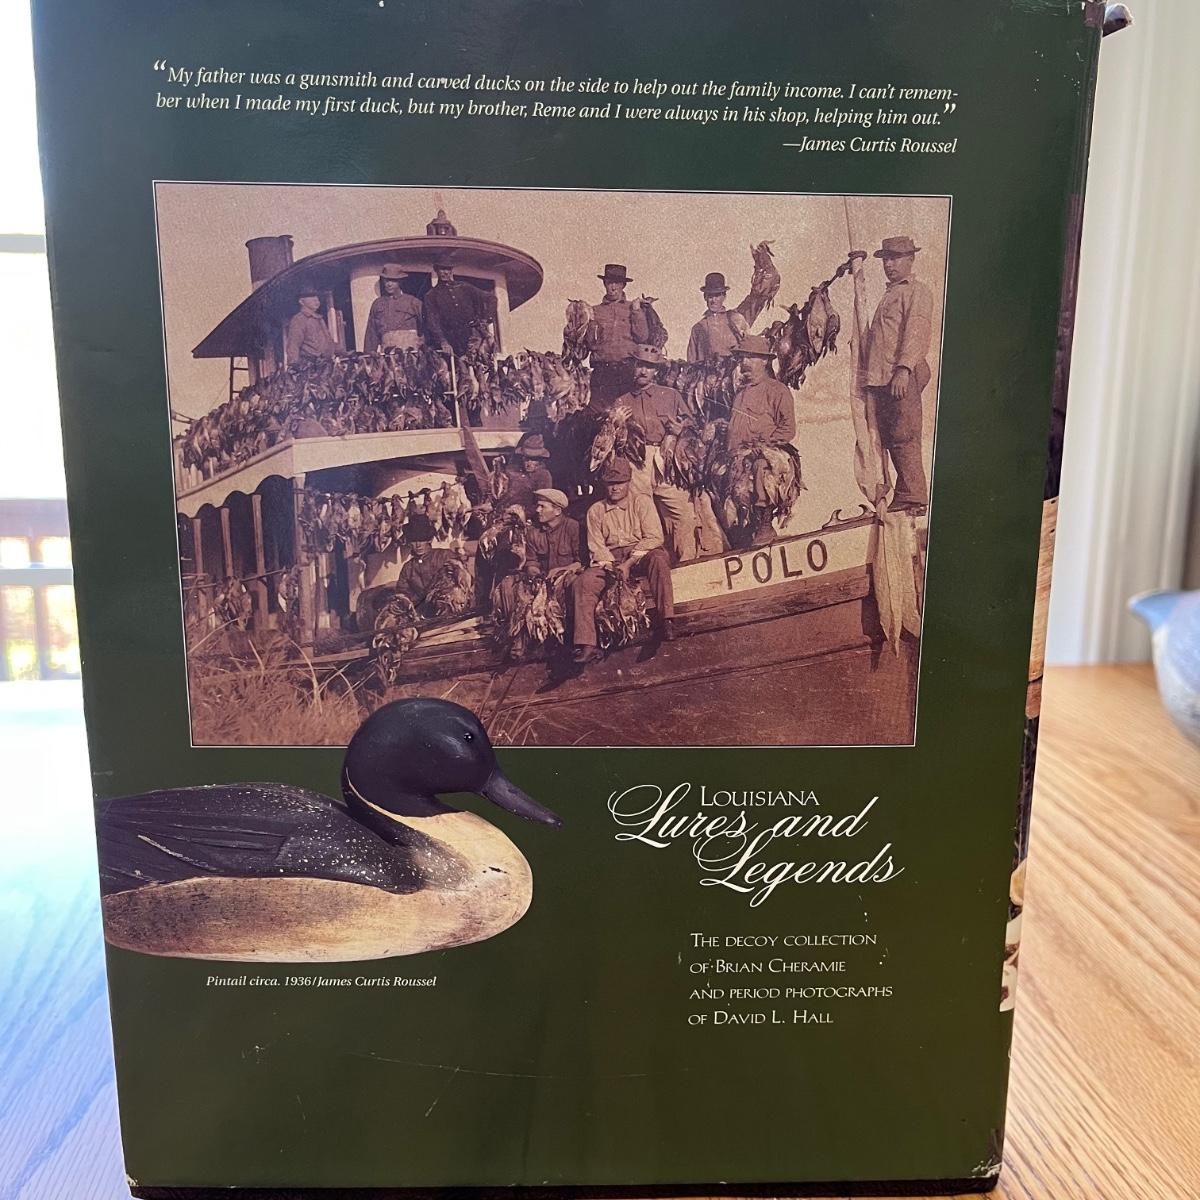 “My father was a gunsmith and carved ducks on the side to help out the family income. I can't remem-
ber when I made my first duck, but my brother, Reme and I were always in his shop, helping him out.”
—James Curtis Roussel
POLO
LOUISIANA
Lures and
Legends
THE DECOY COLLECTION
OF BRIAN CHERAMIE
AND PERIOD PHOTOGRAPHS
OF DAVID L. HALL
Pintail circa. 1936/James Curtis Roussel